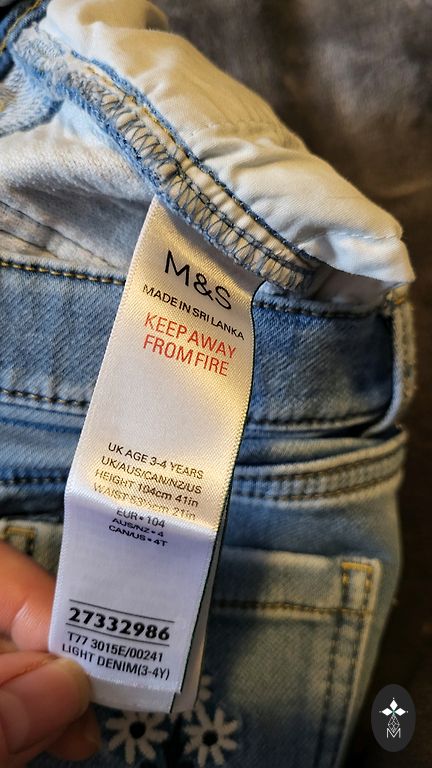 M&S
MADE IN SRI LANKA
KEEP AWAY
FROM FIRE
UK AGE 3-4 YEARS
UK/AUS/CAN/NZ/US
HEIGHT 104cm 41in
WAIST 53.5cm 21in
EUR • 104
AUS/NZ • 4
CAN/US • 4T
27332986
T77 3015E/00241
LIGHT DENIM(3-4Y)
M